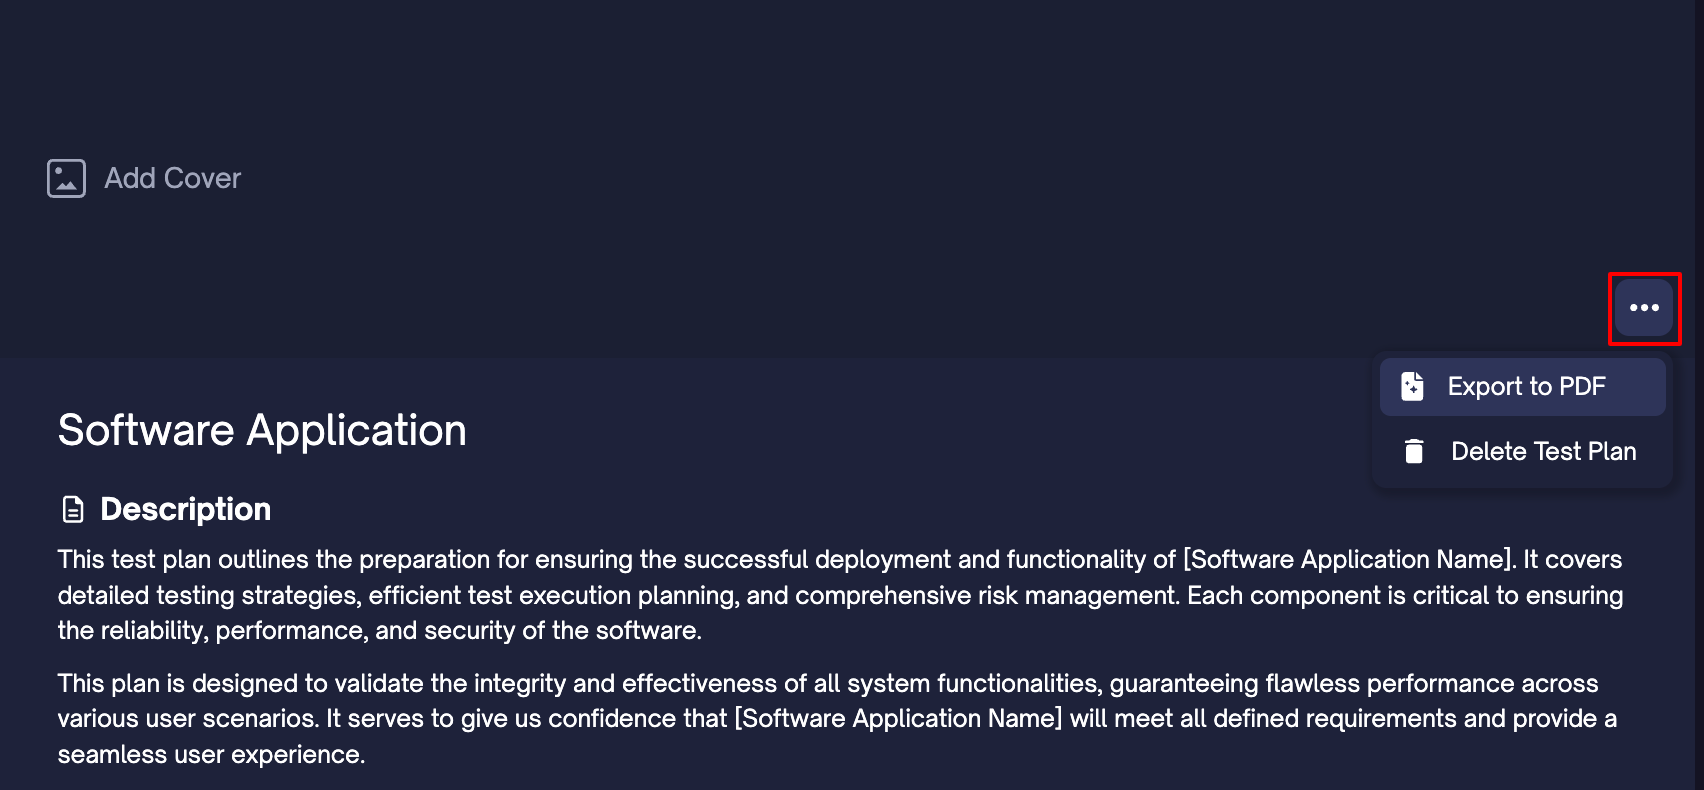 Add Cover
Export to PDF
Delete Test Plan
Software Application
Description
This test plan outlines the preparation for ensuring the successful deployment and functionality of [Software Application Name]. It covers
detailed testing strategies, efficient test execution planning, and comprehensive risk management. Each component is critical to ensuring
the reliability, performance, and security of the software.
This plan is designed to validate the integrity and effectiveness of all system functionalities, guaranteeing flawless performance across
various user scenarios. It serves to give us confidence that [Software Application Name] will meet all defined requirements and provide a
seamless user experience.